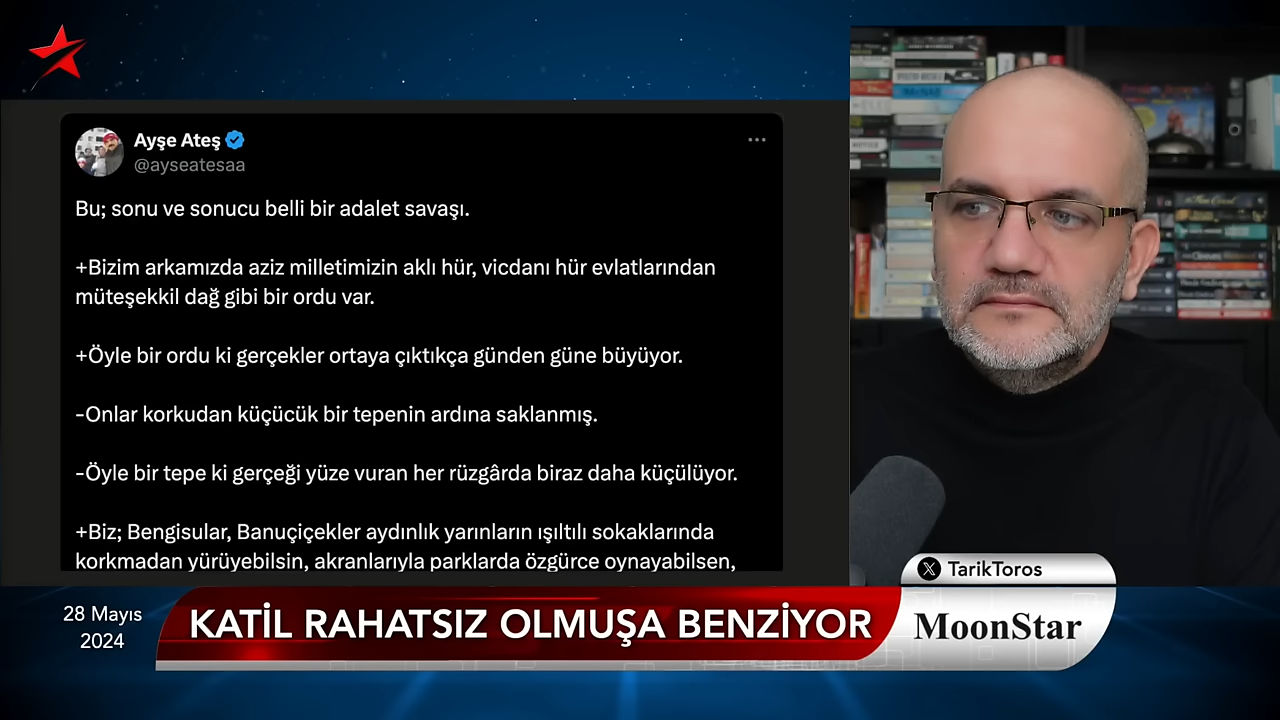 Ayşe Ateş
@ayseatesaa
Bu; sonu ve sonucu belli bir adalet savaşı.
+Bizim arkamızda aziz milletimizin aklı hür, vicdanı hür evlatlarından
müteşekkil dağ gibi bir ordu var.
+Öyle bir ordu ki gerçekler ortaya çıktıkça günden güne büyüyor.
-Onlar korkudan küçücük bir tepenin ardına saklanmış.
-Öyle bir tepe ki gerçeği yüze vuran her rüzgârda biraz daha küçülüyor.
+Biz; Bengisular, Banuçiçekler aydınlık yarınların ışıltılı sokaklarında
korkmadan yürüyebilsin, akranlarıyla parklarda özgürce oynayabilsen,
TarikToros
28 Mayıs
2024
KATİL RAHATSIZ OLMUŞA BENZİYOR
MoonStar